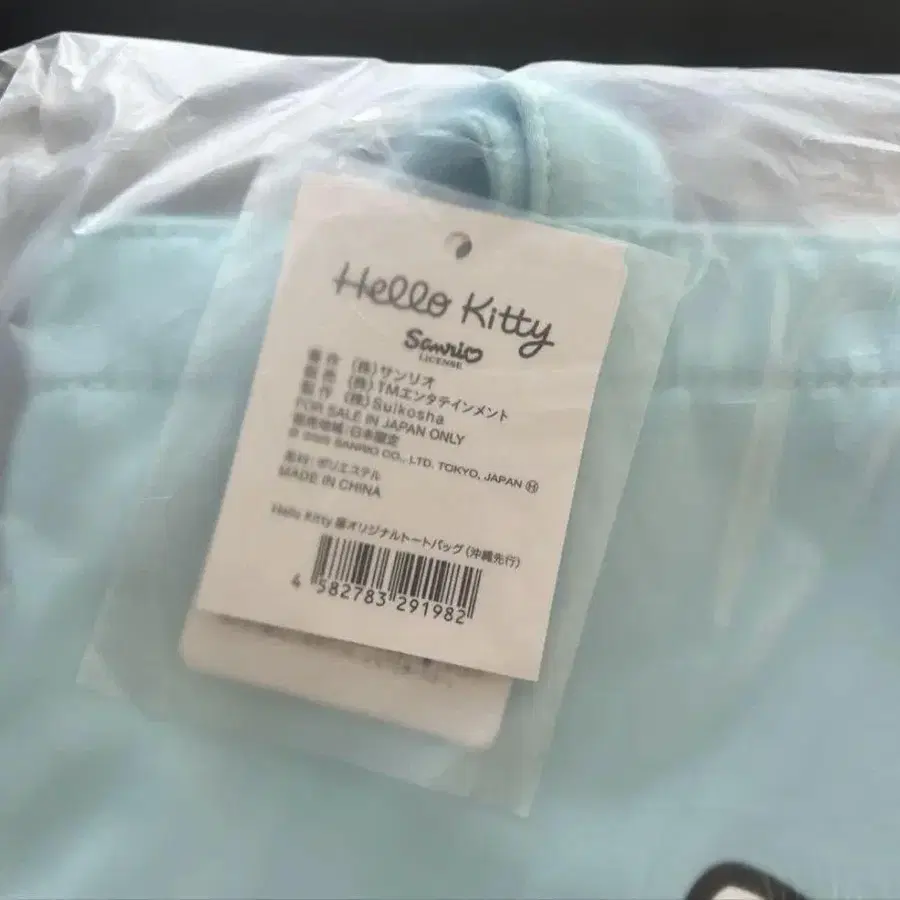 Hello Kitty
Sanrio
LICENSE
著作 (株)サンリオ
販売 (株)TMエンタテインメント
製作 (株)Suikosha
FOR SALE IN JAPAN ONLY
販売地域:日本限定
SANRIO CO., LTD. TOKYO, JAPAN Ⓗ
素材:ポリエステル
MADE IN CHINA
Hello Kitty 展オリジナルトートバッグ(沖縄先行)
4 582783 291982